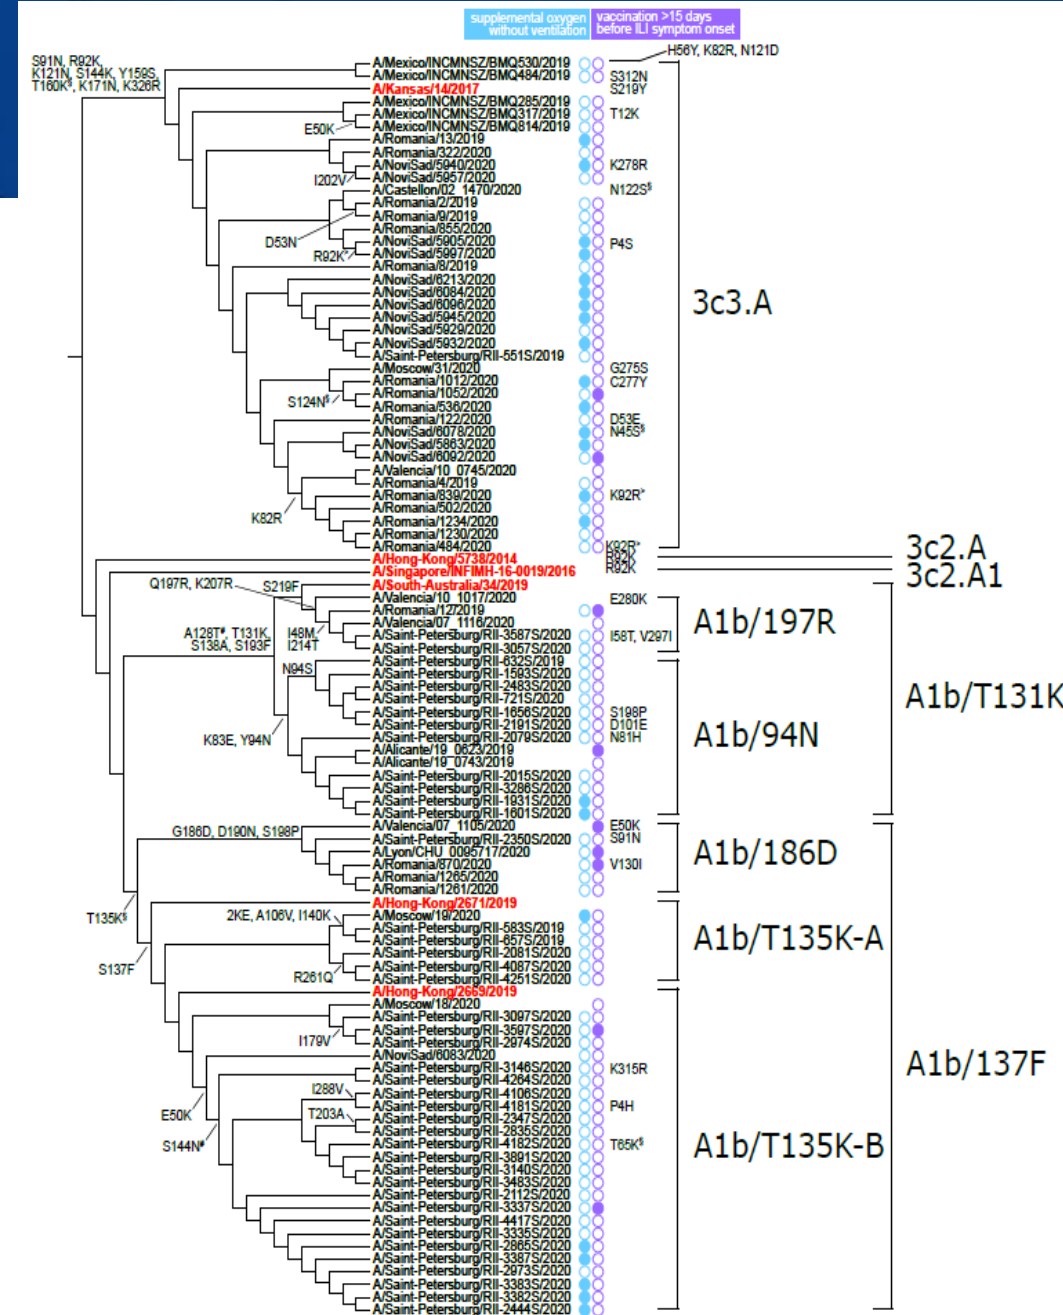 supplemental oxygen
without ventilation
vaccination >15 days
before ILI symptom onset
H56Y, K82R, N121D
S91N, R92K,
K121N, S144K, Y159S,
T160K§, K171N, K326R
A/Mexico/INCMNSZ/BMQ530/2019
A/Mexico/INCMNSZ/BMQ484/2019 S312N
A/Kansas/14/2017 S219Y
A/Mexico/INCMNSZ/BMQ285/2019
A/Mexico/INCMNSZ/BMQ317/2019 T12K
E50K A/Mexico/INCMNSZ/BMQ814/2019
A/Romania/13/2019
A/Romania/322/2020
A/NoviSad/5940/2020 K278R
I202V A/NoviSad/5957/2020
A/Castellon/02_1470/2020 N122S§
A/Romania/2/2019
A/Romania/9/2019
A/Romania/855/2020
D53N A/NoviSad/5905/2020 P4S
R92K* A/NoviSad/5997/2020
A/Romania/8/2019
A/NoviSad/6213/2020
A/NoviSad/6084/2020
A/NoviSad/6096/2020
3c3.A
A/NoviSad/5945/2020
A/NoviSad/5929/2020
A/NoviSad/5932/2020
A/Saint-Petersburg/RII-551S/2019
A/Moscow/31/2020 G275S
A/Romania/1012/2020 C277Y
A/Romania/1052/2020
S124N§ A/Romania/536/2020
A/Romania/122/2020 D53E
A/NoviSad/6078/2020 N45S§
A/NoviSad/5863/2020
A/NoviSad/6092/2020
A/Valencia/10_0745/2020
A/Romania/4/2019
A/Romania/839/2020 K92R*
A/Romania/502/2020
K82R A/Romania/1234/2020
A/Romania/1230/2020
A/Romania/484/2020 K92R*
A/Hong-Kong/5738/2014 R92K 3c2.A
A/Singapore/INFIMH-16-0019/2016 R92K 3c2.A1
Q197R, K207R S219F A/South-Australia/34/2019
A/Valencia/10_1017/2020 E280K
A/Romania/12/2019
A/Valencia/07_1116/2020 A1b/197R
A128T#, T131K,
S138A, S193F
I48M,
I214T
A/Saint-Petersburg/RII-3587S/2020 I58T, V297I
A/Saint-Petersburg/RII-3057S/2020
A/Saint-Petersburg/RII-632S/2019
N94S A/Saint-Petersburg/RII-1593S/2020
A/Saint-Petersburg/RII-2483S/2020
A/Saint-Petersburg/RII-721S/2020 A1b/T131K
A/Saint-Petersburg/RII-1656S/2020 S198P
A/Saint-Petersburg/RII-2191S/2020 D101E
K83E, Y94N A/Saint-Petersburg/RII-2079S/2020 N81H A1b/94N
A/Alicante/19_0623/2019
A/Alicante/19_0743/2019
A/Saint-Petersburg/RII-2015S/2020
A/Saint-Petersburg/RII-3286S/2020
A/Saint-Petersburg/RII-1931S/2020
A/Saint-Petersburg/RII-1601S/2020
G186D, D190N, S198P A/Valencia/07_1105/2020 E50K
A/Saint-Petersburg/RII-2350S/2020 S91N
A/Lyon/CHU_0095717/2020 A1b/186D
A/Romania/870/2020 V130I
A/Romania/1265/2020
A/Romania/1261/2020
T135K§ A/Hong-Kong/2671/2019
2KE, A106V, I140K A/Moscow/19/2020
A/Saint-Petersburg/RII-583S/2019
A/Saint-Petersburg/RII-657S/2019 A1b/T135K-A
A/Saint-Petersburg/RII-2081S/2020
S137F A/Saint-Petersburg/RII-4087S/2020
R261Q A/Saint-Petersburg/RII-4251S/2020
A/Hong-Kong/2669/2019
A/Moscow/18/2020
A/Saint-Petersburg/RII-3097S/2020
A/Saint-Petersburg/RII-3597S/2020
I179V A/Saint-Petersburg/RII-2974S/2020
A/NoviSad/6083/2020
A/Saint-Petersburg/RII-3146S/2020 K315R A1b/137F
A/Saint-Petersburg/RII-4264S/2020
I288V A/Saint-Petersburg/RII-4106S/2020
A/Saint-Petersburg/RII-4181S/2020 P4H
E50K T203A A/Saint-Petersburg/RII-2347S/2020
A/Saint-Petersburg/RII-2835S/2020
S144N# A/Saint-Petersburg/RII-4182S/2020 T65K§ A1b/T135K-B
A/Saint-Petersburg/RII-3891S/2020
A/Saint-Petersburg/RII-3140S/2020
A/Saint-Petersburg/RII-3483S/2020
A/Saint-Petersburg/RII-2112S/2020
A/Saint-Petersburg/RII-3337S/2020
A/Saint-Petersburg/RII-4417S/2020
A/Saint-Petersburg/RII-3335S/2020
A/Saint-Petersburg/RII-2865S/2020
A/Saint-Petersburg/RII-3387S/2020
A/Saint-Petersburg/RII-2973S/2020
A/Saint-Petersburg/RII-3383S/2020
A/Saint-Petersburg/RII-3382S/2020
A/Saint-Petersburg/RII-2444S/2020